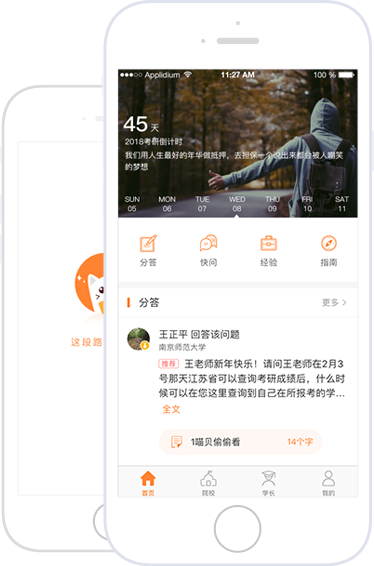 Applidium
11:27 AM
100 %
45 天
2018考研倒计时
我们用人生最好的年华做抵押，去担保一个说出来都会被人嘲笑
的梦想
SUN MON TUE WED THU FRI SAT
05 06 07 08 09 10 11
分答 快问 经验 指南
分答 更多
王正平 回答该问题
南京师范大学
推荐 王老师新年快乐！请问王老师在2月3
号那天江苏省可以查询考研成绩后，什么时
候可以在您这里查询到自己在所报考的学...
全文
1喵贝偷偷看 14个字
首页 院校 学长 我的
这段路